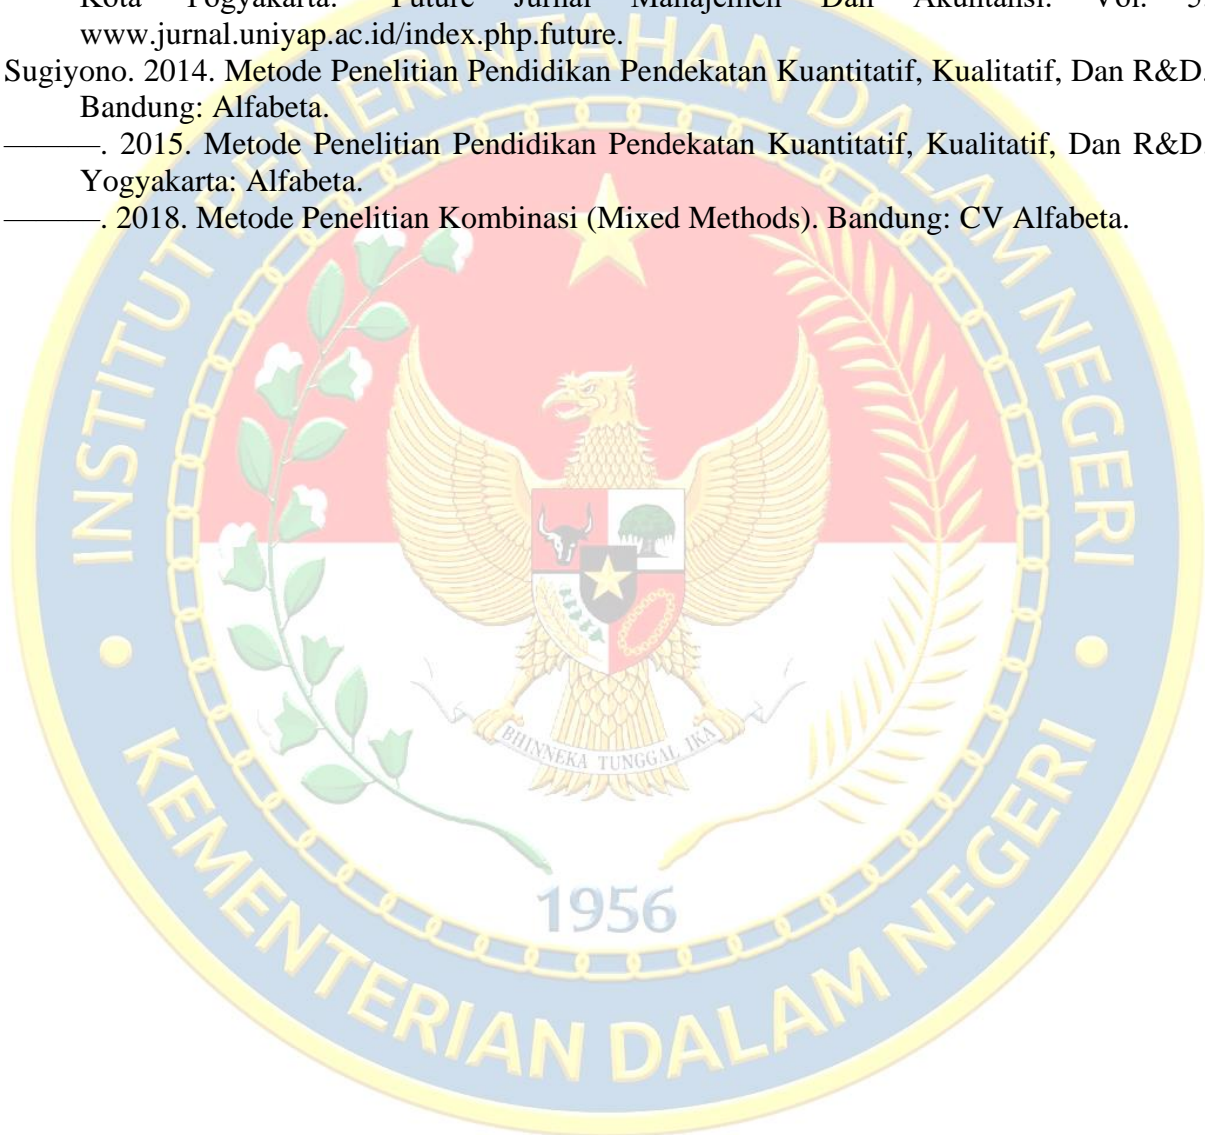 Kota Yogyakarta.” Future Jurnal Manajemen Dan Akuntansi. Vol. 5.
www.jurnal.uniyap.ac.id/index.php.future.
Sugiyono. 2014. Metode Penelitian Pendidikan Pendekatan Kuantitatif, Kualitatif, Dan R&D.
Bandung: Alfabeta.
———. 2015. Metode Penelitian Pendidikan Pendekatan Kuantitatif, Kualitatif, Dan R&D.
Yogyakarta: Alfabeta.
———. 2018. Metode Penelitian Kombinasi (Mixed Methods). Bandung: CV Alfabeta.
INSTITUT PEMERINTAHAN DALAM NEGERI
BHINNEKA TUNGGAL IKA
1956
KEMENTERIAN DALAM NEGERI